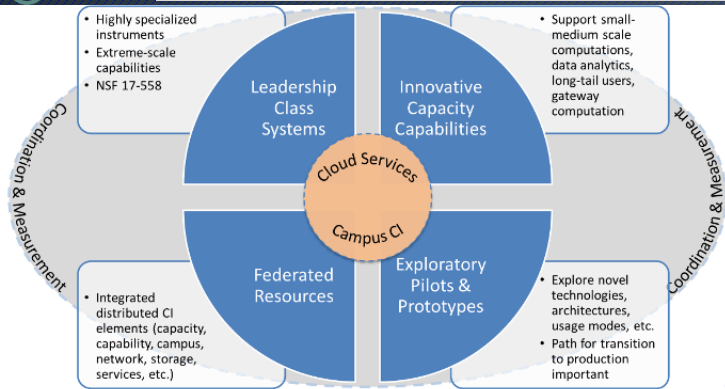 • Highly specialized
instruments
• Extreme-scale
capabilities
• NSF 17-558
Leadership
Class
Systems
Innovative
Capacity
Capabilities
• Support small-
medium scale
computations,
data analytics,
long-tail users,
gateway
computation
Coordination & Measurement
Cloud Services
Campus CI
Coordination & Measurement
• Integrated
distributed CI
elements (capacity,
capability, campus,
network, storage,
services, etc.)
Federated
Resources
Exploratory
Pilots &
Prototypes
• Explore novel
technologies,
architectures,
usage modes, etc.
• Path for transition
to production
important